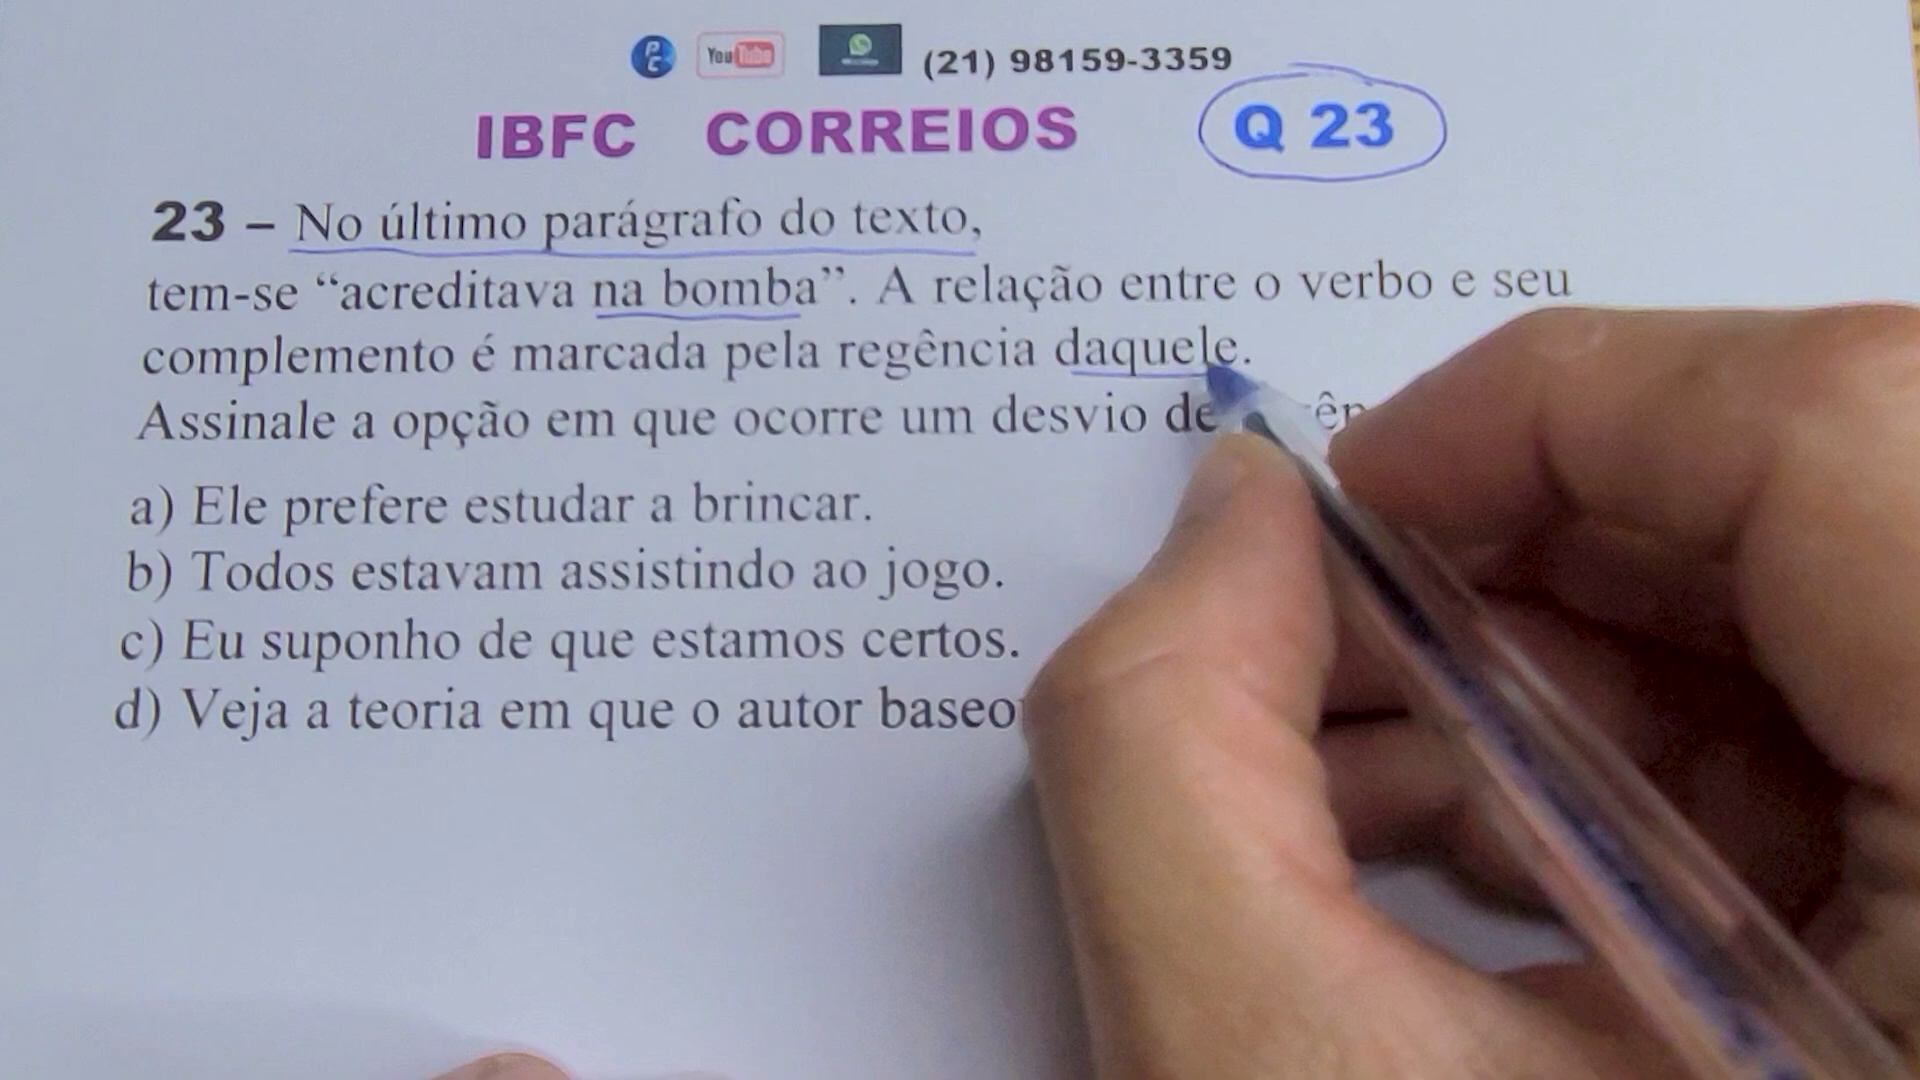 You Tube (21) 98159-3359
IBFC CORREIOS Q 23
23 – No último parágrafo do texto,
tem-se “acreditava na bomba”. A relação entre o verbo e seu
complemento é marcada pela regência daquele.
Assinale a opção em que ocorre um desvio de
a) Ele prefere estudar a brincar.
b) Todos estavam assistindo ao jogo.
c) Eu suponho de que estamos certos.
d) Veja a teoria em que o autor